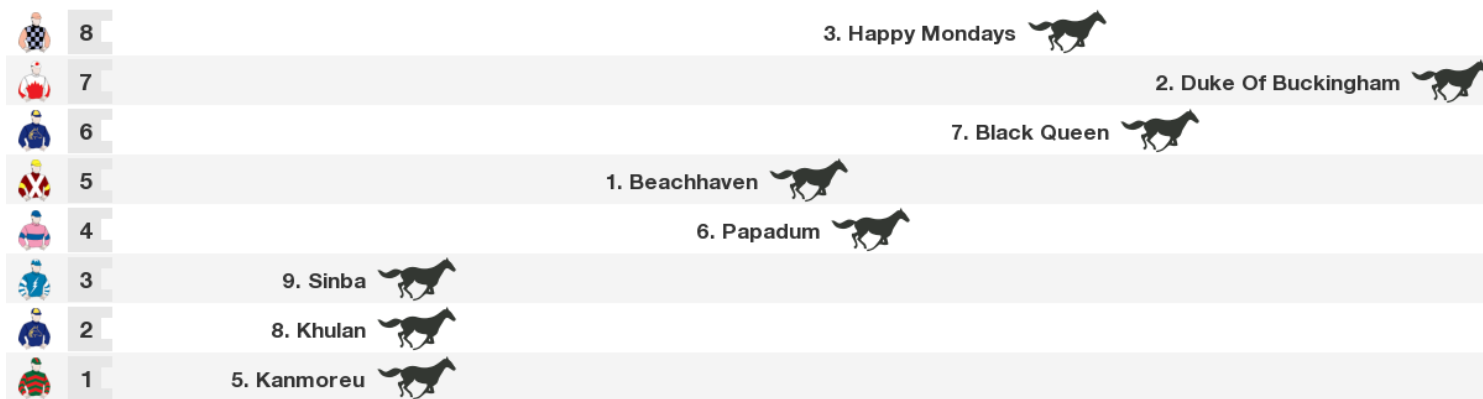 8 3. Happy Mondays
7 2. Duke Of Buckingham
6 7. Black Queen
5 1. Beachhaven
4 6. Papadum
3 9. Sinba
2 8. Khulan
1 5. Kanmoreu